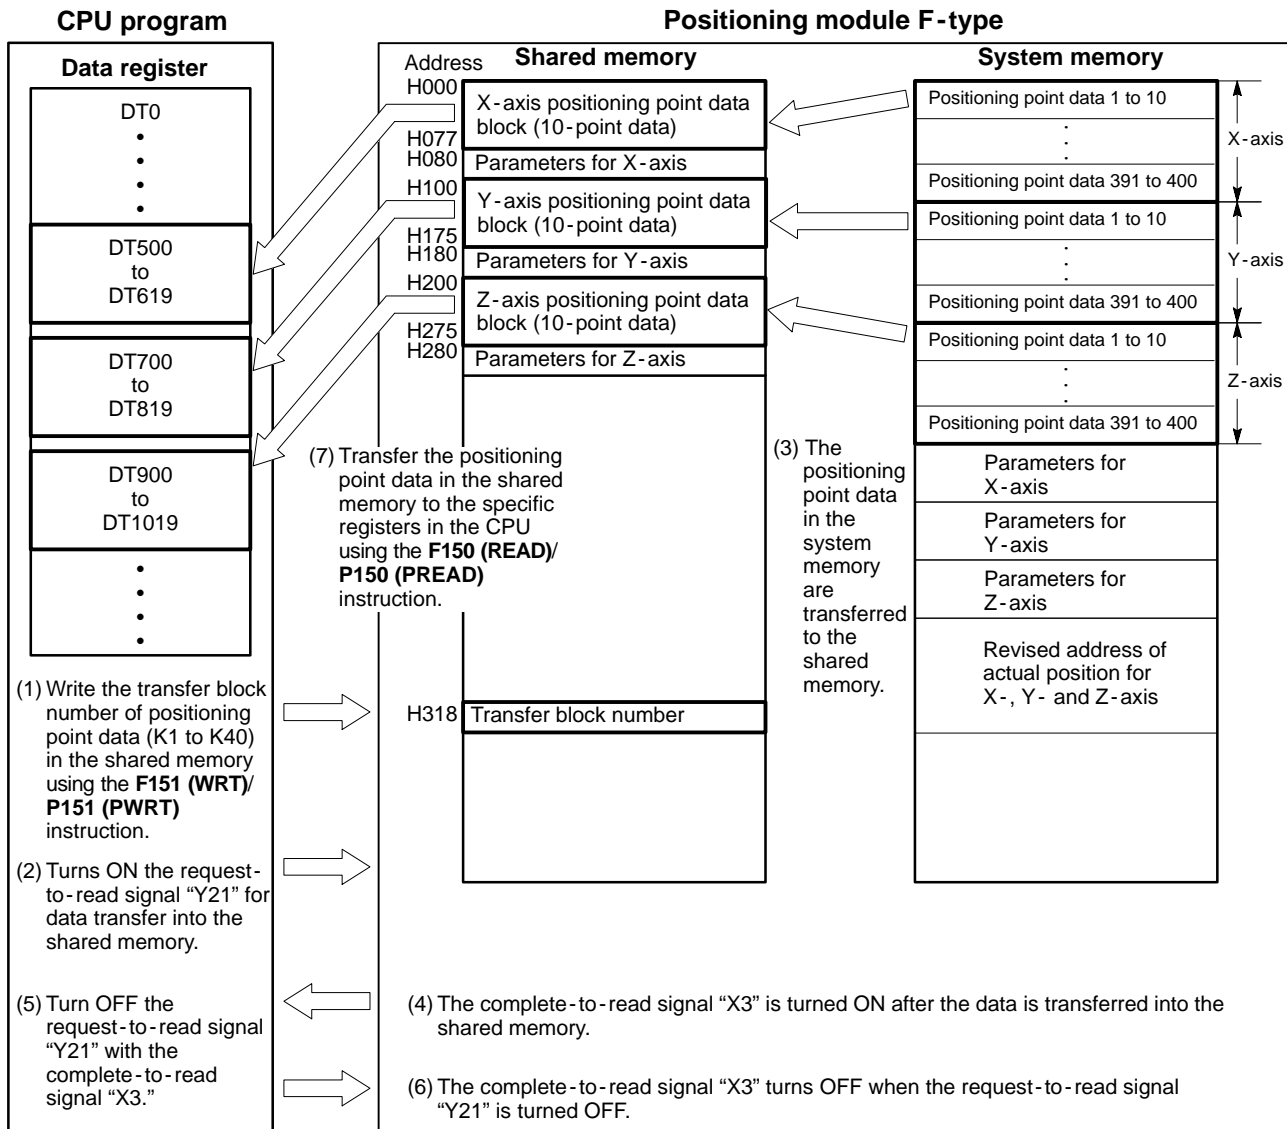 CPU program
Positioning module F-type
Data register
DT0
DT500
to
DT619
DT700
to
DT819
DT900
to
DT1019
Address
Shared memory
H000
X-axis positioning point data
block (10-point data)
H077
H080
Parameters for X-axis
H100
Y-axis positioning point data
block (10-point data)
H175
H180
Parameters for Y-axis
H200
Z-axis positioning point data
block (10-point data)
H275
H280
Parameters for Z-axis
H318
Transfer block number
System memory
Positioning point data 1 to 10
Positioning point data 391 to 400
X-axis
Positioning point data 1 to 10
Positioning point data 391 to 400
Y-axis
Positioning point data 1 to 10
Positioning point data 391 to 400
Z-axis
Parameters for
X-axis
Parameters for
Y-axis
Parameters for
Z-axis
Revised address of
actual position for
X-, Y- and Z-axis
(7) Transfer the positioning
point data in the shared
memory to the specific
registers in the CPU
using the F150 (READ)/
P150 (PREAD)
instruction.
(3) The
positioning
point data
in the
system
memory
are
transferred
to the
shared
memory.
(1) Write the transfer block
number of positioning
point data (K1 to K40)
in the shared memory
using the F151 (WRT)/
P151 (PWRT)
instruction.
(2) Turns ON the request-
to-read signal “Y21” for
data transfer into the
shared memory.
(5) Turn OFF the
request-to-read signal
“Y21” with the
complete-to-read
signal “X3.”
(4) The complete-to-read signal “X3” is turned ON after the data is transferred into the
shared memory.
(6) The complete-to-read signal “X3” turns OFF when the request-to-read signal
“Y21” is turned OFF.